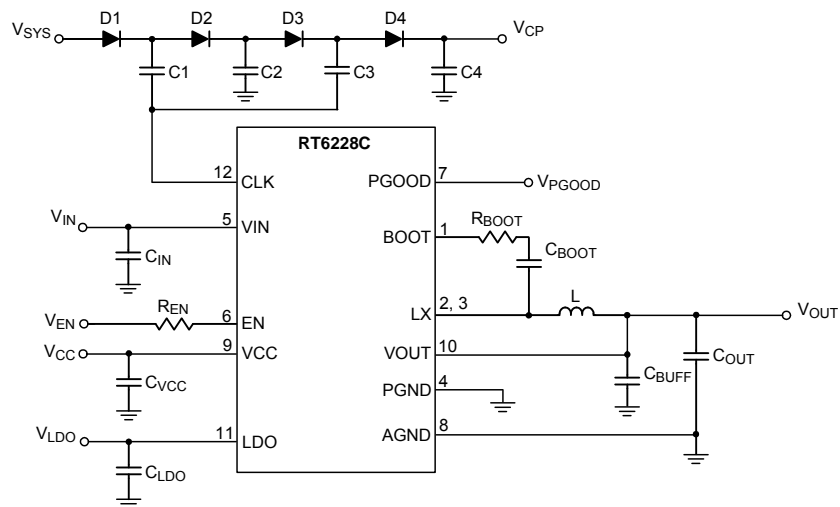 D1 D2 D3 D4
VSYS VCP
C1 C2 C3 C4
RT6228C
12 CLK PGOOD 7 VPGOOD
VIN 5 VIN
CIN
BOOT 1 RBOOT
CBOOT
VEN REN 6 EN
LX 2, 3 L VOUT
VCC 9 VCC
VOUT 10
CVCC
CBUFF COUT
PGND 4
VLDO 11 LDO
AGND 8
CLDO